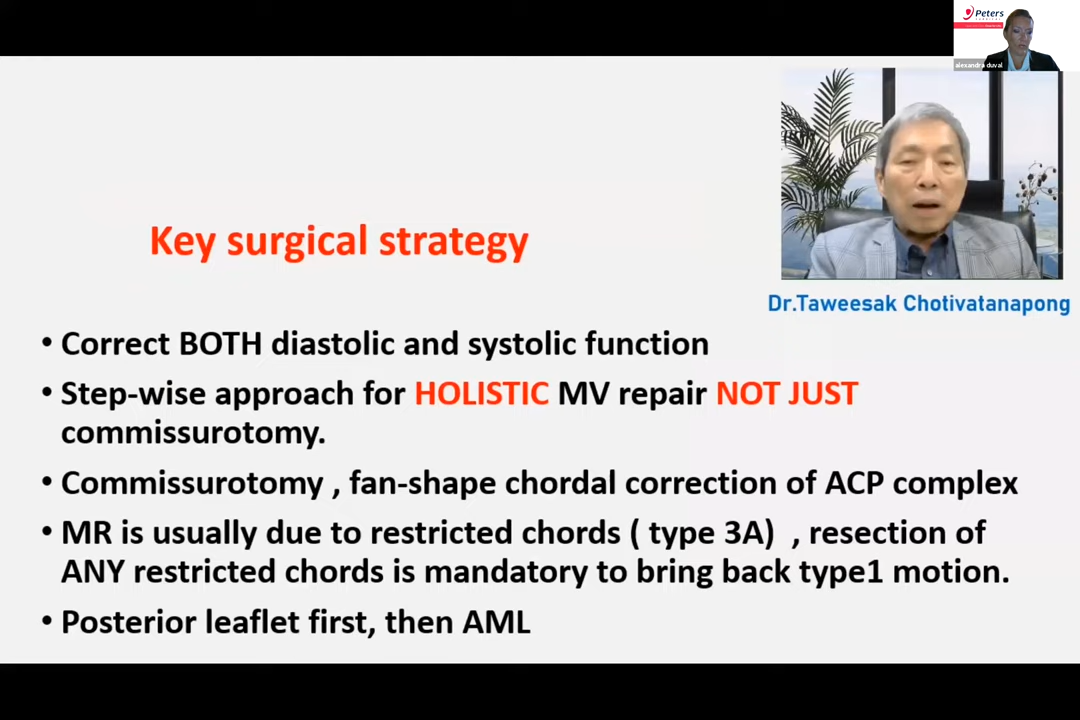 Peters
alexandra duval
Dr.Taweesak Chotivatanapong
Key surgical strategy
• Correct BOTH diastolic and systolic function
• Step-wise approach for HOLISTIC MV repair NOT JUST
commissurotomy.
• Commissurotomy , fan-shape chordal correction of ACP complex
• MR is usually due to restricted chords ( type 3A) , resection of
ANY restricted chords is mandatory to bring back type1 motion.
• Posterior leaflet first, then AML